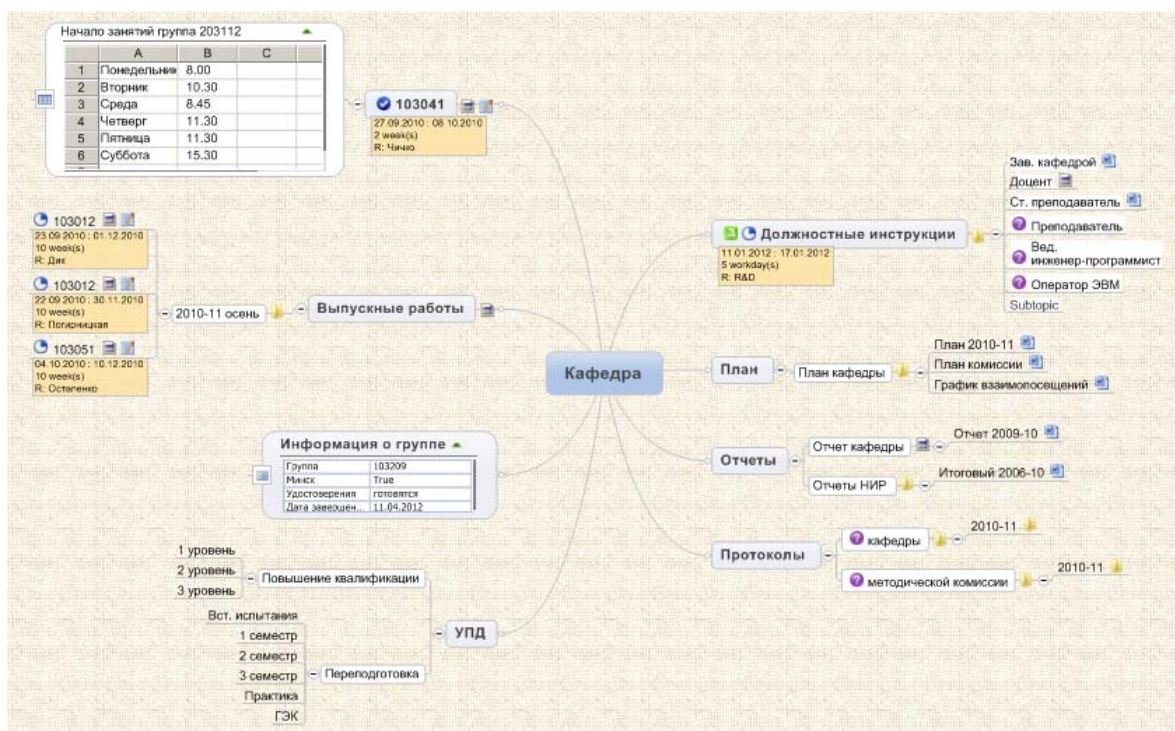 Начало занятий группа 203112
A B C
1 Понедельник 8.00
2 Вторник 10.30
3 Среда 8.45
4 Четверг 11.30
5 Пятница 11.30
6 Суббота 15.30
103041
27.09.2010 : 08.10.2010
2 week(s)
R: Чичко
103012
23.09.2010 : 01.12.2010
10 week(s)
R: Дик
103012
22.09.2010 : 30.11.2010
10 week(s)
R: Погирницкая
103051
04.10.2010 : 10.12.2010
10 week(s)
R: Остапенко
2010-11 осень
Выпускные работы
Информация о группе
Группа 103209
Минск True
Удостоверения готовятся
Дата завершен... 11.04.2012
1 уровень
2 уровень
3 уровень
Повышение квалификации
Вст. испытания
1 семестр
2 семестр
3 семестр
Практика
ГЭК
Переподготовка
УПД
Кафедра
Должностные инструкции
11.01.2012 : 17.01.2012
5 workday(s)
R: R&D
Зав. кафедрой
Доцент
Ст. преподаватель
Преподаватель
Вед.
инженер-программист
Оператор ЭВМ
Subtopic
План
План кафедры
План 2010-11
План комиссии
График взаимопосещений
Отчеты
Отчет кафедры
Отчет 2009-10
Отчеты НИР
Итоговый 2006-10
Протоколы
кафедры
2010-11
методической комиссии
2010-11